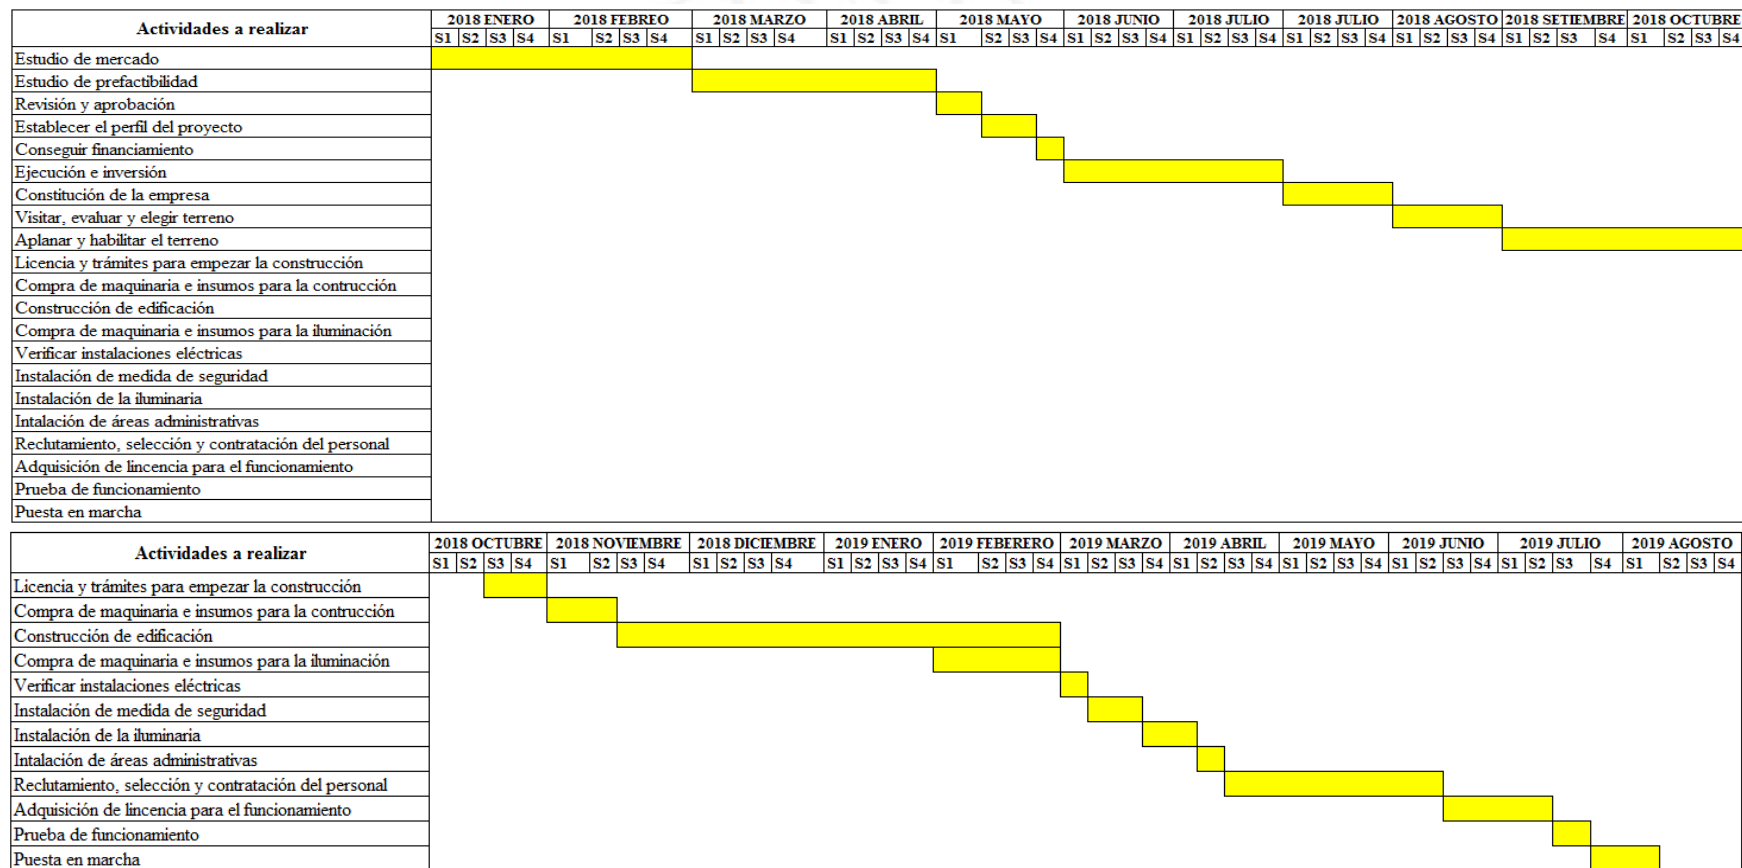 Actividades a realizar
2018 ENERO 2018 FEBREO 2018 MARZO 2018 ABRIL 2018 MAYO 2018 JUNIO 2018 JULIO 2018 JULIO 2018 AGOSTO 2018 SETIEMBRE 2018 OCTUBRE
S1 S2 S3 S4 S1 S2 S3 S4 S1 S2 S3 S4 S1 S2 S3 S4 S1 S2 S3 S4 S1 S2 S3 S4 S1 S2 S3 S4 S1 S2 S3 S4 S1 S2 S3 S4 S1 S2 S3 S4 S1 S2 S3 S4
Estudio de mercado
Estudio de prefactibilidad
Revisión y aprobación
Establecer el perfil del proyecto
Conseguir financiamiento
Ejecución e inversión
Constitución de la empresa
Visitar, evaluar y elegir terreno
Aplanar y habilitar el terreno
Licencia y trámites para empezar la construcción
Compra de maquinaria e insumos para la contrucción
Construcción de edificación
Compra de maquinaria e insumos para la iluminación
Verificar instalaciones eléctricas
Instalación de medida de seguridad
Instalación de la iluminaria
Intalación de áreas administrativas
Reclutamiento, selección y contratación del personal
Adquisición de lincencia para el funcionamiento
Prueba de funcionamiento
Puesta en marcha
Actividades a realizar
2018 OCTUBRE 2018 NOVIEMBRE 2018 DICIEMBRE 2019 ENERO 2019 FEBERERO 2019 MARZO 2019 ABRIL 2019 MAYO 2019 JUNIO 2019 JULIO 2019 AGOSTO
S1 S2 S3 S4 S1 S2 S3 S4 S1 S2 S3 S4 S1 S2 S3 S4 S1 S2 S3 S4 S1 S2 S3 S4 S1 S2 S3 S4 S1 S2 S3 S4 S1 S2 S3 S4 S1 S2 S3 S4 S1 S2 S3 S4
Licencia y trámites para empezar la construcción
Compra de maquinaria e insumos para la contrucción
Construcción de edificación
Compra de maquinaria e insumos para la iluminación
Verificar instalaciones eléctricas
Instalación de medida de seguridad
Instalación de la iluminaria
Intalación de áreas administrativas
Reclutamiento, selección y contratación del personal
Adquisición de lincencia para el funcionamiento
Prueba de funcionamiento
Puesta en marcha